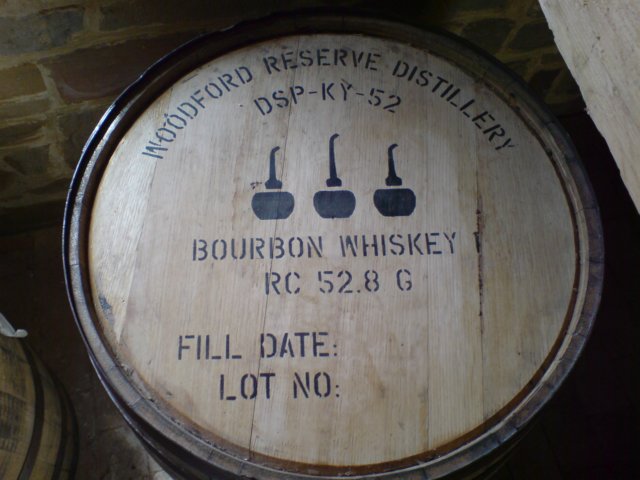 WOODFORD RESERVE DISTILLERY
DSP-KY-52
BOURBON WHISKEY
RC 52.8 G
FILL DATE:
LOT NO: